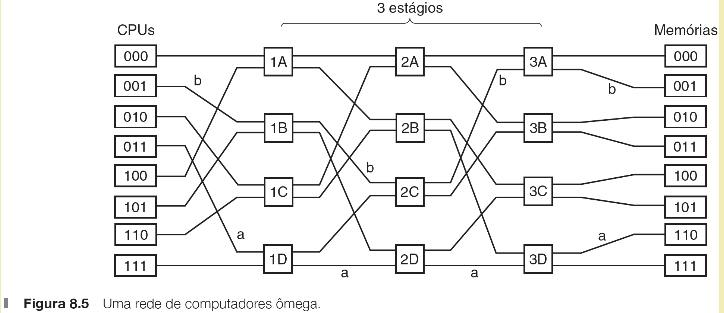 3 estágios
CPUs
Memórias
000 1A 2A 3A 000
001 b b b 001
010 1B 2B 3B 010
011 011
100 b 100
101 1C 2C 3C 101
110 a a 110
111 1D 2D 3D 111
a a
Figura 8.5 Uma rede de computadores ômega.